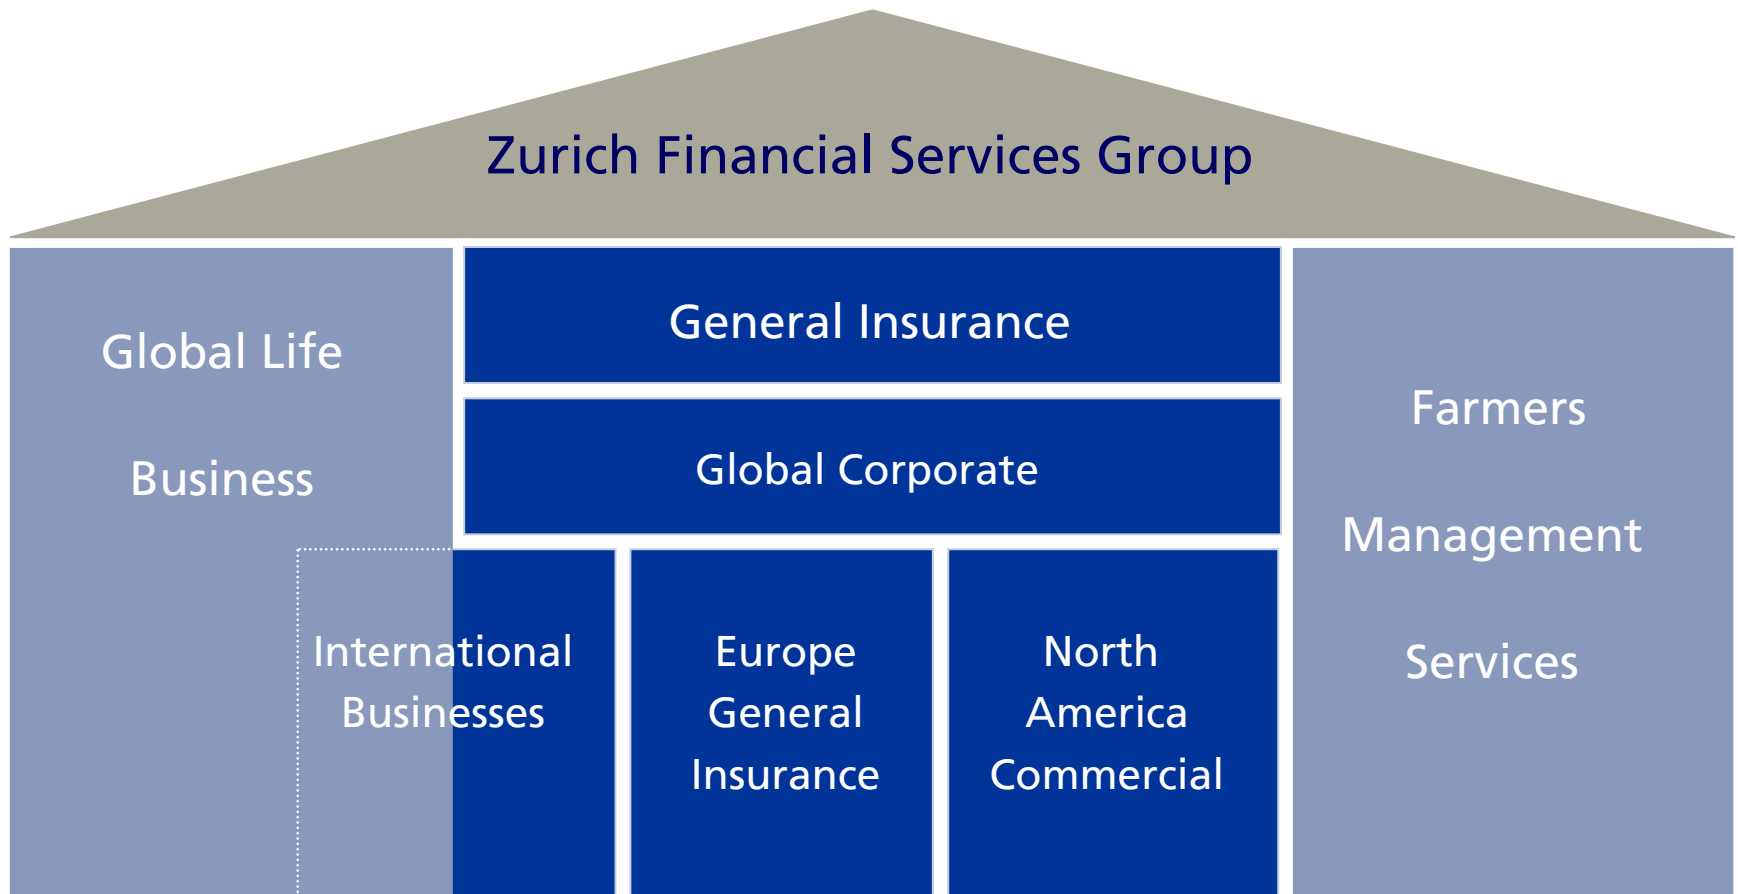 Zurich Financial Services Group
General Insurance
Global Life
Business
Global Corporate
Farmers
Management
Services
International
Businesses
Europe
General
Insurance
North
America
Commercial